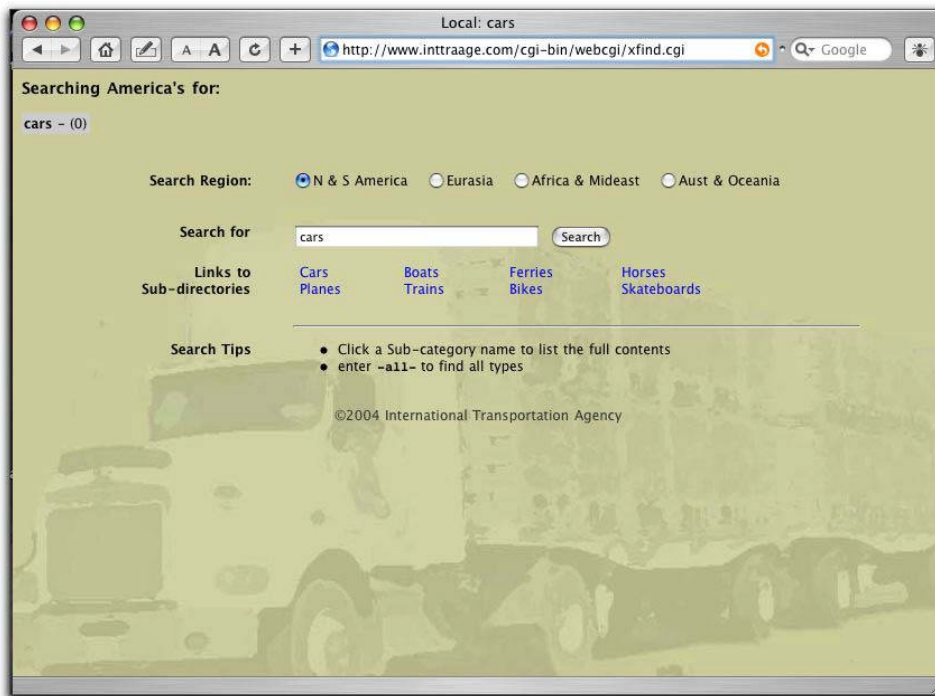 Local: cars
A A http://www.inttraage.com/cgi-bin/webcgi/xfind.cgi Google
Searching America's for:
cars - (0)
Search Region: N & S America Eurasia Africa & Mideast Aust & Oceania
Search for cars Search
Links to Cars Boats Ferries Horses
Sub-directories Planes Trains Bikes Skateboards
Search Tips • Click a Sub-category name to list the full contents
• enter -all- to find all types
©2004 International Transportation Agency